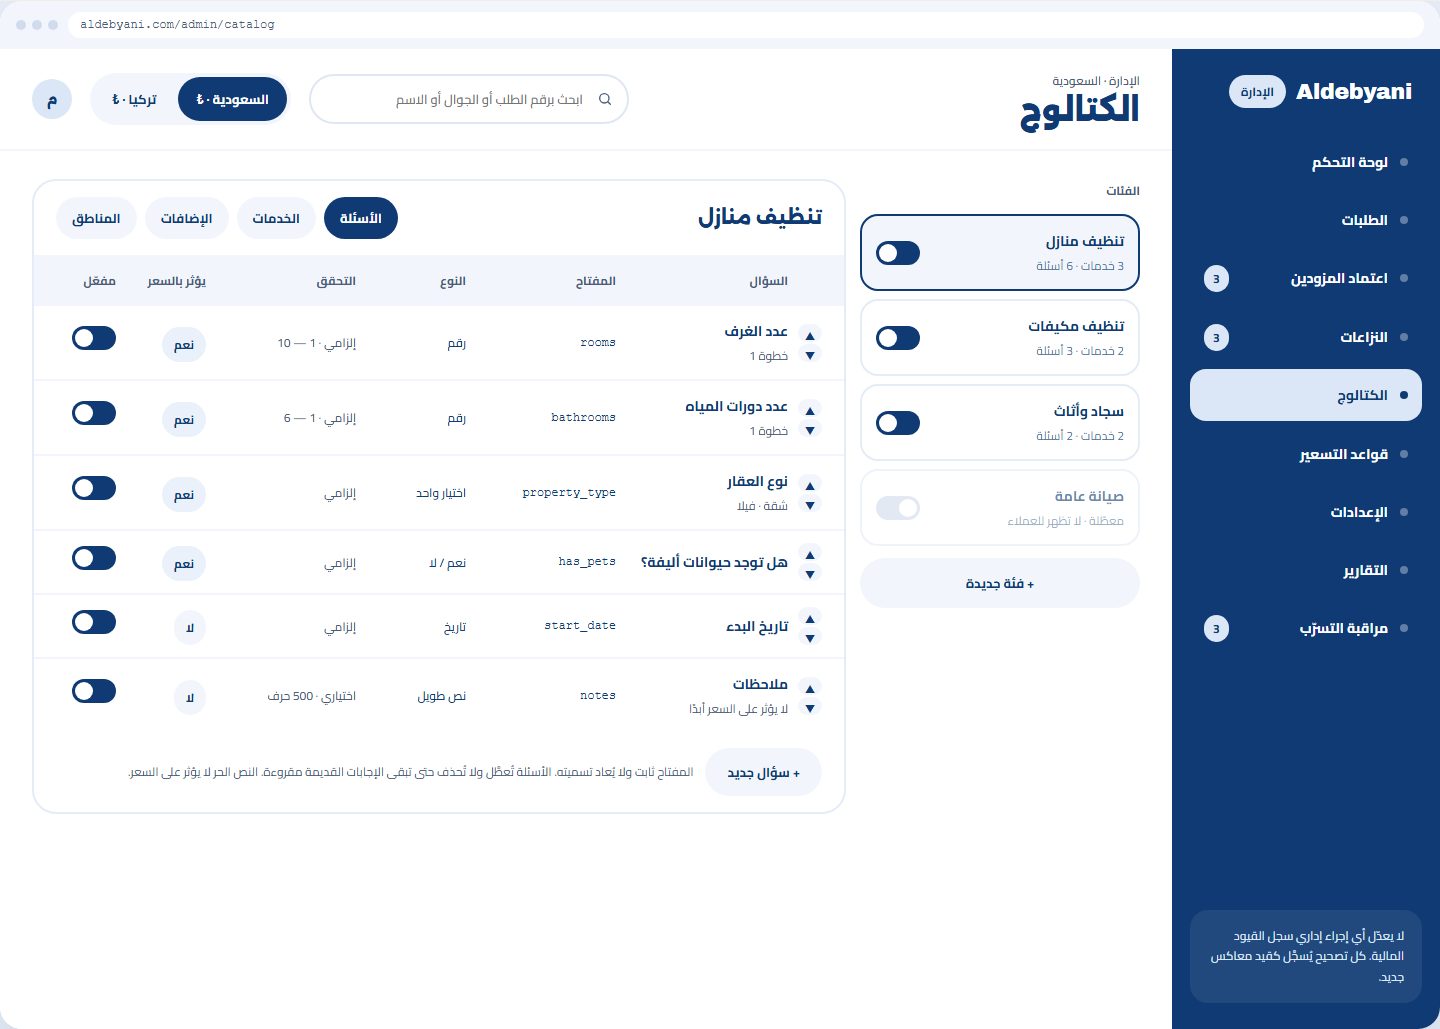 aldebyani.com/admin/catalog
Aldebyani
الإدارة
لوحة التحكم
الطلبات
اعتماد المزودين
3
النزاعات
3
الكتالوج
قواعد التسعير
الإعدادات
التقارير
مراقبة التسرّب
3
لا يعدّل أي إجراء إداري سجل القيود
المالية. كل تصحيح يُسجَّل كقيد معاكس
جديد.
الإدارة · السعودية
الكتالوج
ابحث برقم الطلب أو الجوال أو الاسم
السعودية · ₺
تركيا · ₺
م
الفئات
تنظيف منازل
3 خدمات · 6 أسئلة
تنظيف مكيفات
2 خدمات · 3 أسئلة
سجاد وأثاث
2 خدمات · 2 أسئلة
صيانة عامة
معطّلة · لا تظهر للعملاء
+ فئة جديدة
تنظيف منازل
الأسئلة
الخدمات
الإضافات
المناطق
السؤال المفتاح النوع التحقق يؤثر بالسعر مفعّل
▲
عدد الغرف rooms رقم إلزامي · 1 — 10 نعم
▼
خطوة 1
▲
عدد دورات المياه bathrooms رقم إلزامي · 1 — 6 نعم
▼
خطوة 1
▲
نوع العقار property_type اختيار واحد إلزامي نعم
▼
شقة · فيلا
▲
هل توجد حيوانات أليفة؟ has_pets نعم / لا إلزامي نعم
▼
▲
تاريخ البدء start_date تاريخ إلزامي لا
▼
▲
ملاحظات notes نص طويل اختياري · 500 حرف لا
▼
لا يؤثر على السعر أبدًا
+ سؤال جديد
المفتاح ثابت ولا يُعاد تسميته. الأسئلة تُعطَّل ولا تُحذف حتى تبقى الإجابات القديمة مقروءة. النص الحر لا يؤثر على السعر.